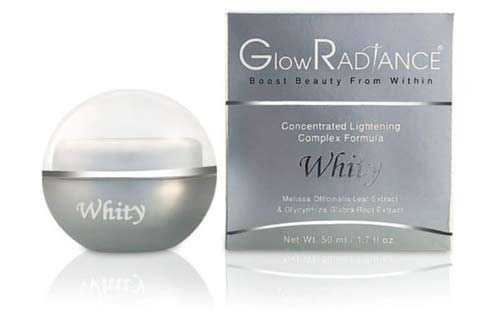 GlowRadiance®
Boost Beauty From Within
Concentrated Lightening
Complex Formula
Whity
Melissa Officinalis Leaf Extract
& Glycyrrhiza Glabra Root Extract
Net Wt. 50 ml / 1.7 fl oz.
Whity